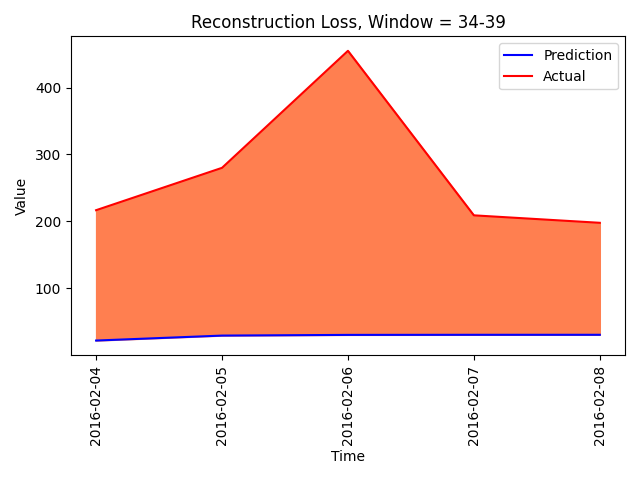 Reconstruction Loss, Window = 34-39
Prediction
Actual
Value
400
300
200
100
2016-02-04
2016-02-05
2016-02-06
2016-02-07
2016-02-08
Time